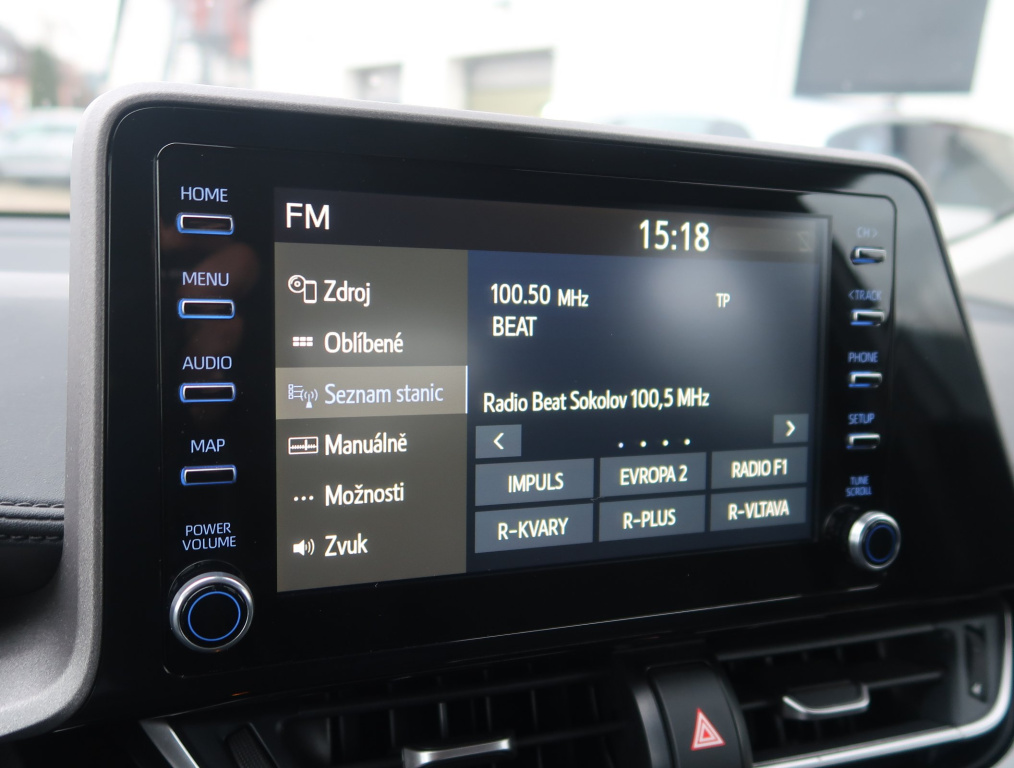 HOME
MENU
AUDIO
MAP
POWER
VOLUME
FM
15:18
Zdroj
Oblíbené
Seznam stanic
Manuálně
Možnosti
Zvuk
100.50 MHz
TP
BEAT
Radio Beat Sokolov 100,5 MHz
< >
IMPULS
EVROPA 2
RADIO F1
R-KVARY
R-PLUS
R-VLTAVA
CH >
< TRACK
PHONE
SETUP
TUNE
SCROLL